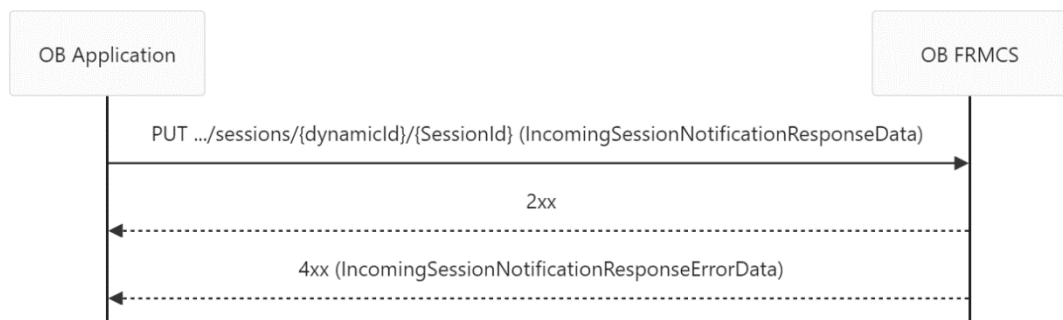 OB Application
OB FRMCS
PUT .../sessions/{dynamicId}/{SessionId} (IncomingSessionNotificationResponseData)
2xx
4xx (IncomingSessionNotificationResponseErrorData)